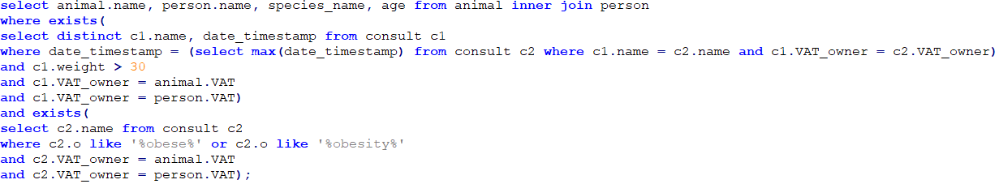 select animal.name, person.name, species_name, age from animal inner join person
where exists(
select distinct c1.name, date_timestamp from consult c1
where date_timestamp = (select max(date_timestamp) from consult c2 where c1.name = c2.name and c1.VAT_owner = c2.VAT_owner)
and c1.weight > 30
and c1.VAT_owner = animal.VAT
and c1.VAT_owner = person.VAT)
and exists(
select c2.name from consult c2
where c2.o like '%obese%' or c2.o like '%obesity%'
and c2.VAT_owner = animal.VAT
and c2.VAT_owner = person.VAT);